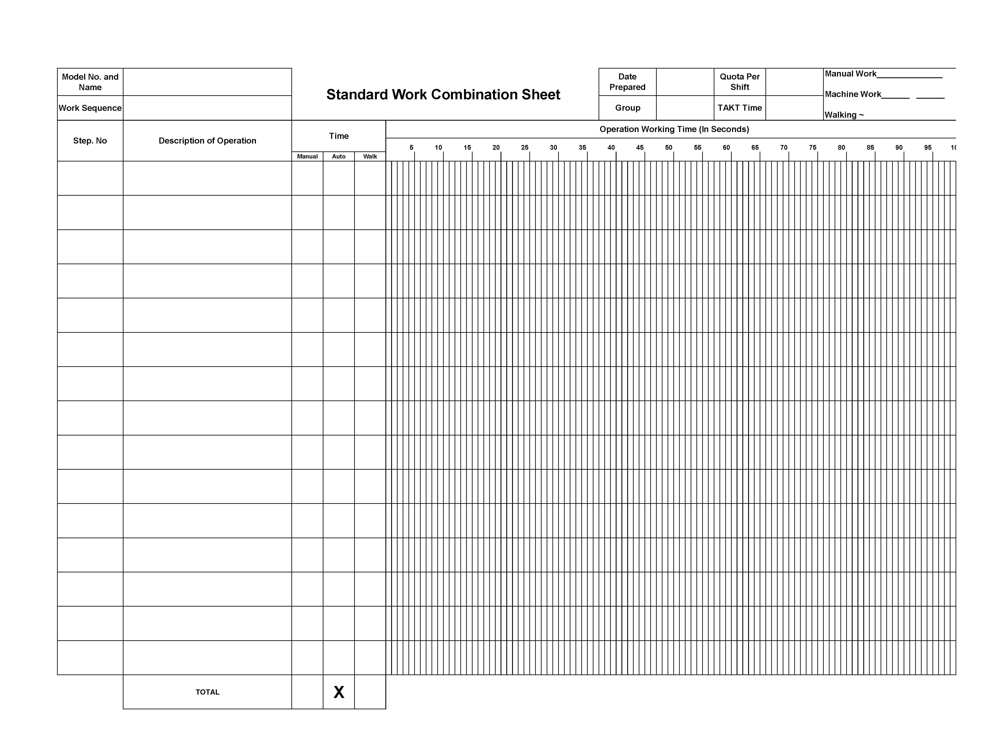 Model No. and
Name
Work Sequence
Standard Work Combination Sheet
Date
Prepared
Quota Per
Shift
Group
TAKT Time
Manual Work______________
Machine Work______ ______
Walking ~
Step. No
Description of Operation
Time
Manual Auto Walk
Operation Working Time (In Seconds)
5 10 15 20 25 30 35 40 45 50 55 60 65 70 75 80 85 90 95 10
TOTAL X